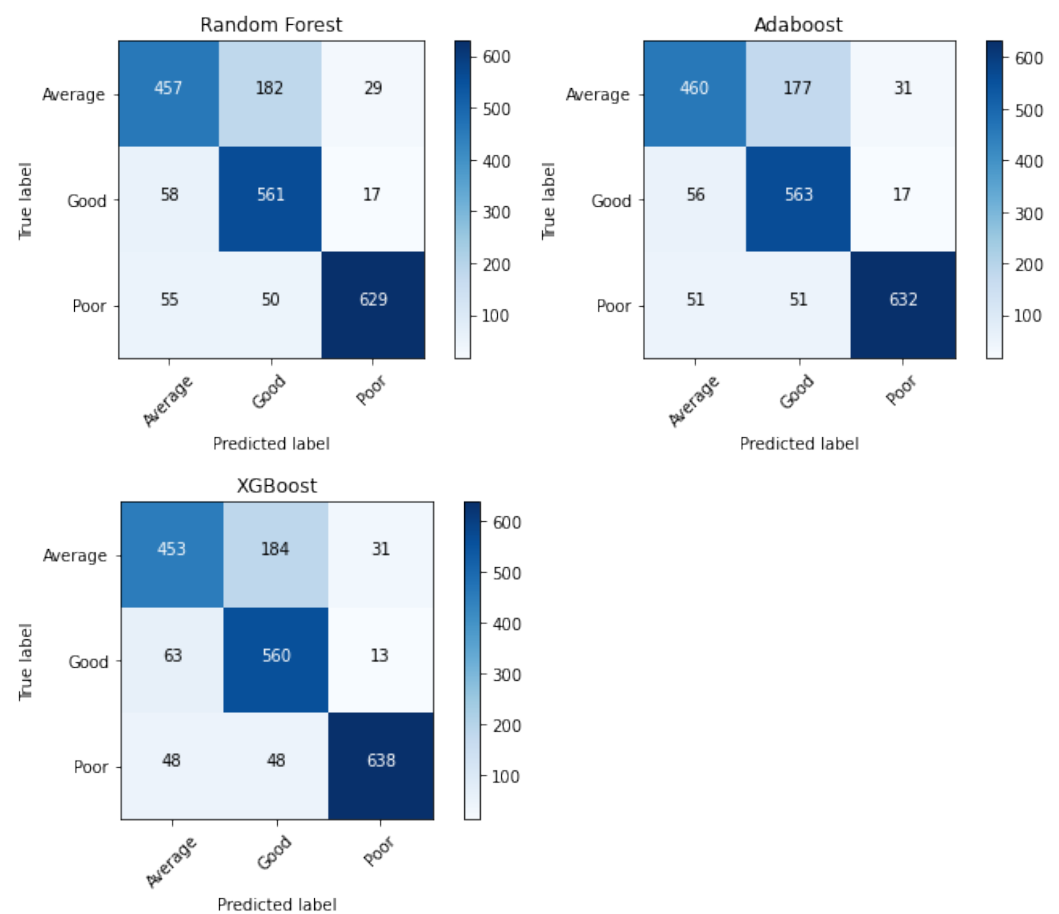 Random Forest
Average 457 182 29
Good 58 561 17
Poor 55 50 629
Average Good Poor
True label
Predicted label
600
500
400
300
200
100
Adaboost
Average 460 177 31
Good 56 563 17
Poor 51 51 632
Average Good Poor
True label
Predicted label
600
500
400
300
200
100
XGBoost
Average 453 184 31
Good 63 560 13
Poor 48 48 638
Average Good Poor
True label
Predicted label
600
500
400
300
200
100